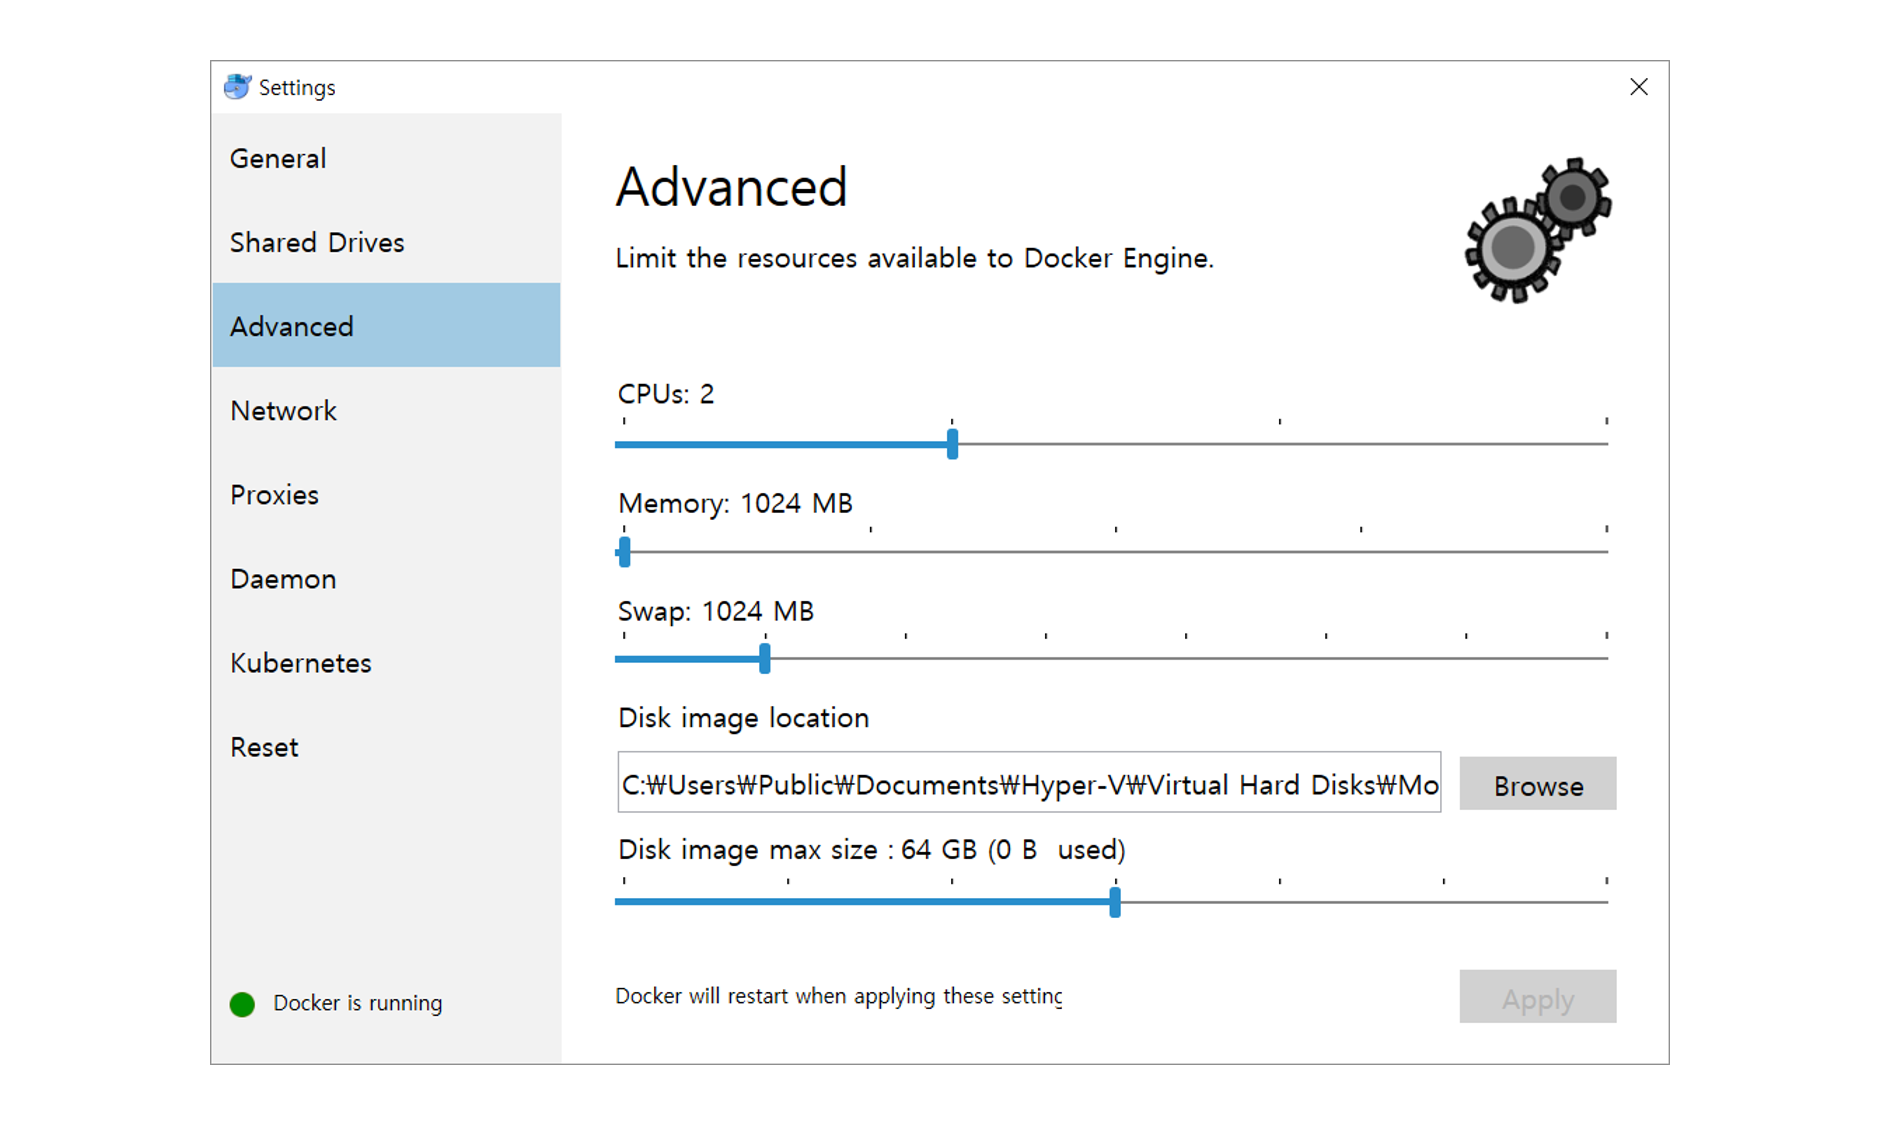 Settings
General
Shared Drives
Advanced
Network
Proxies
Daemon
Kubernetes
Reset
Docker is running
Advanced
Limit the resources available to Docker Engine.
CPUs: 2
Memory: 1024 MB
Swap: 1024 MB
Disk image location
C:₩Users₩Public₩Documents₩Hyper-V₩Virtual Hard Disks₩Mo
Browse
Disk image max size : 64 GB (0 B  used)
Docker will restart when applying these setting
Apply